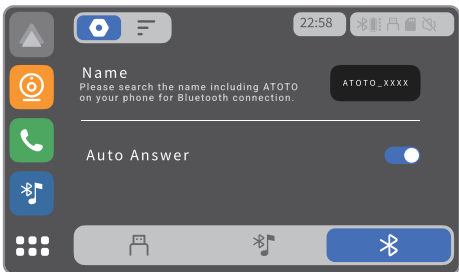 22:58
Name
Please search the name including ATOTO
on your phone for Bluetooth connection.
ATOTO_XXXX
Auto Answer